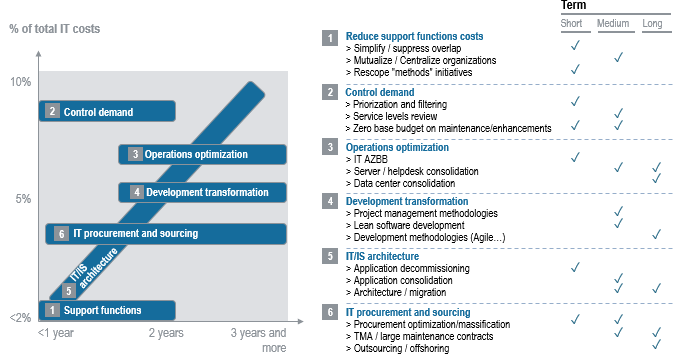 % of total IT costs
10%
5%
<2%
2 Control demand
3 Operations optimization
4 Development transformation
6 IT procurement and sourcing
5 IT/IS
architecture
1 Support functions
<1 year
2 years
3 years and
more
Term
Short Medium Long
1 Reduce support functions costs
> Simplify / suppress overlap ✓
> Mutualize / Centralize organizations ✓
> Rescope "methods" initiatives ✓
2 Control demand
> Priorization and filtering ✓
> Service levels review ✓
> Zero base budget on maintenance/enhancements ✓ ✓
3 Operations optimization
> IT AZBB ✓
> Server / helpdesk consolidation ✓ ✓
> Data center consolidation ✓
4 Development transformation
> Project management methodologies ✓
> Lean software development ✓
> Development methodologies (Agile...) ✓
5 IT/IS architecture
> Application decommissioning ✓
> Application consolidation ✓
> Architecture / migration ✓ ✓
6 IT procurement and sourcing
> Procurement optimization/massification ✓ ✓
> TMA / large maintenance contracts ✓ ✓
> Outsourcing / offshoring ✓